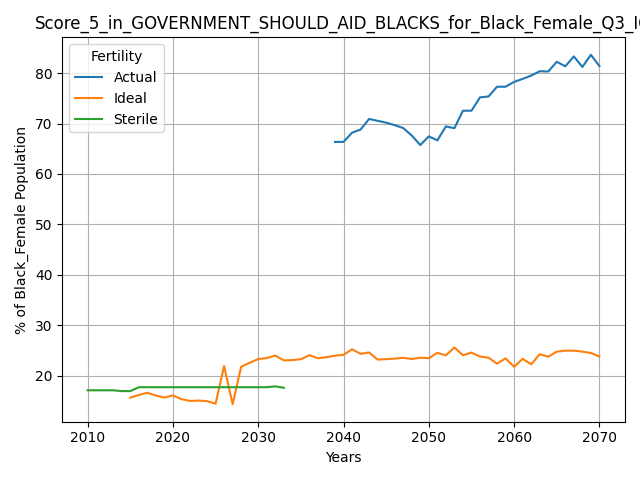 Score_5_in_GOVERNMENT_SHOULD_AID_BLACKS_for_Black_Female_Q3_I
Fertility
Actual
Ideal
Sterile
% of Black_Female Population
80
70
60
50
40
30
20
2010 2020 2030 2040 2050 2060 2070
Years